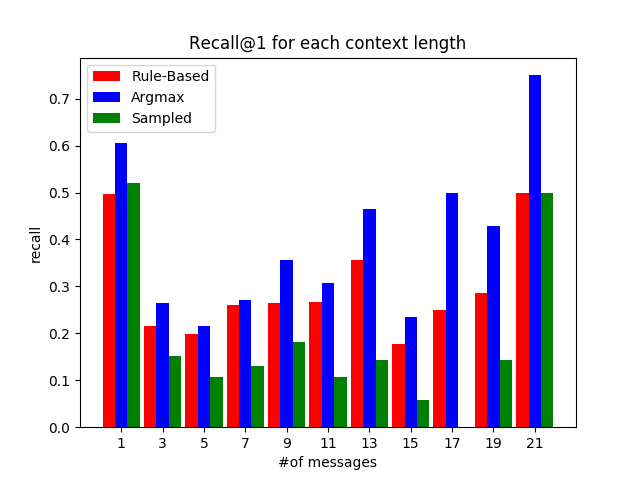 Recall@1 for each context length
Rule-Based
Argmax
Sampled
recall
0.7
0.6
0.5
0.4
0.3
0.2
0.1
0.0
1 3 5 7 9 11 13 15 17 19 21
#of messages